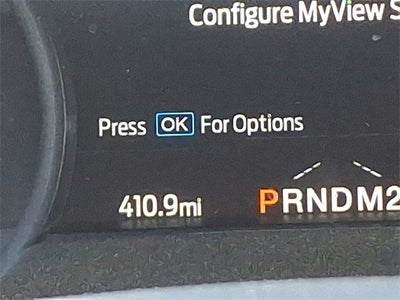 Configure MyView S
Press OK For Options
410.9mi PRNDM2